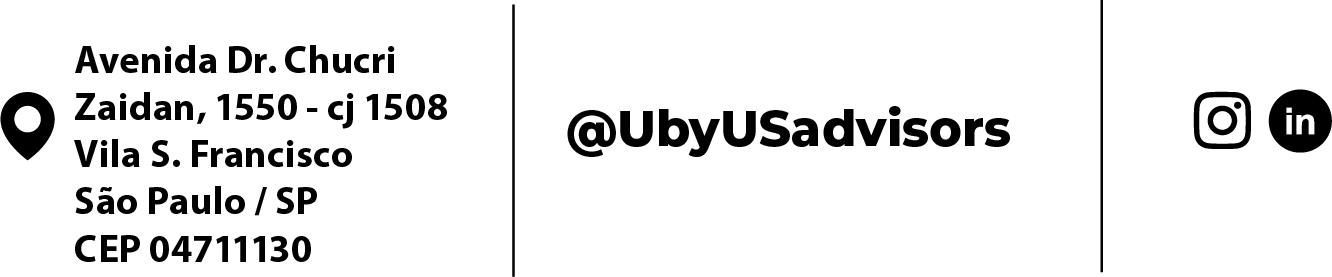 Avenida Dr. Chucri
Zaidan, 1550 - cj 1508
Vila S. Francisco
São Paulo / SP
CEP 04711130
@UbyUSadvisors
in